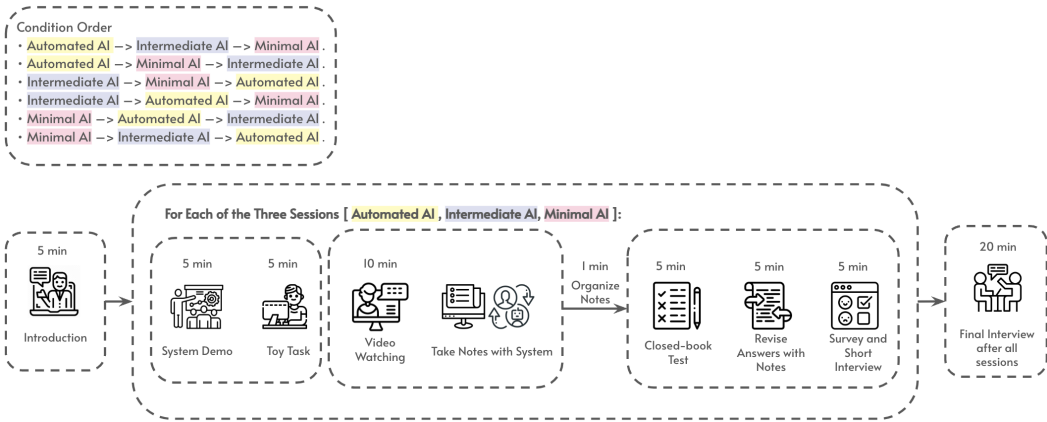 Condition Order
· Automated AI —> Intermediate AI —> Minimal AI .
· Automated AI —> Minimal AI —> Intermediate AI .
· Intermediate AI —> Minimal AI —> Automated AI .
· Intermediate AI —> Automated AI —> Minimal AI .
· Minimal AI —> Automated AI —> Intermediate AI .
· Minimal AI —> Intermediate AI —> Automated AI .
For Each of the Three Sessions [ Automated AI , Intermediate AI, Minimal AI ]:
5 min
Introduction
5 min
System Demo
5 min
Toy Task
10 min
Video
Watching
Take Notes with System
1 min
Organize
Notes
5 min
Closed-book
Test
5 min
Revise
Answers with
Notes
5 min
Survey and
Short
Interview
20 min
Final Interview
after all
sessions